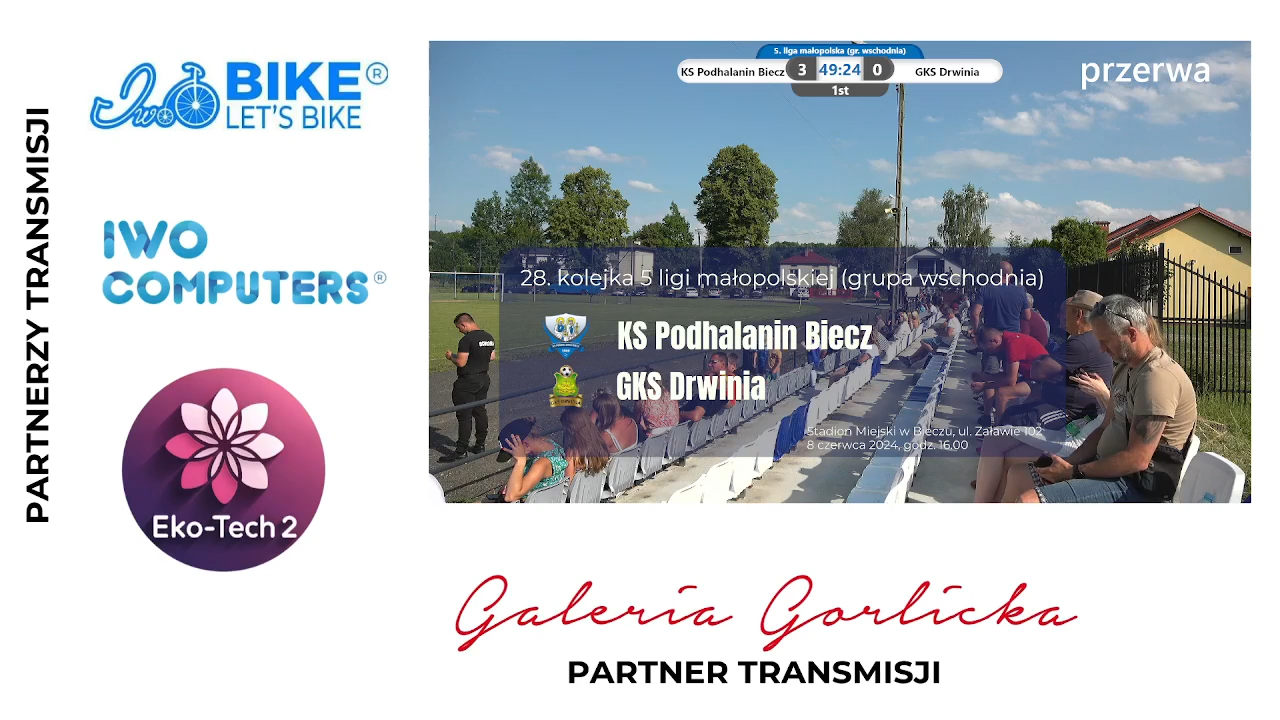 PARTNERZY TRANSMISJI
Iwo BIKE®
LET'S BIKE
IWO
COMPUTERS®
Eko-Tech 2
5. liga małopolska (gr. wschodnia)
KS Podhalanin Biecz 3 49:24 0 GKS Drwinia
1st
przerwa
28. kolejka 5 ligi małopolskiej (grupa wschodnia)
KS Podhalanin Biecz
GKS Drwinia
Stadion Miejski w Bieczu, ul. Załawie 102
8 czerwca 2024, godz. 16.00
Galeria Gorlicka
PARTNER TRANSMISJI